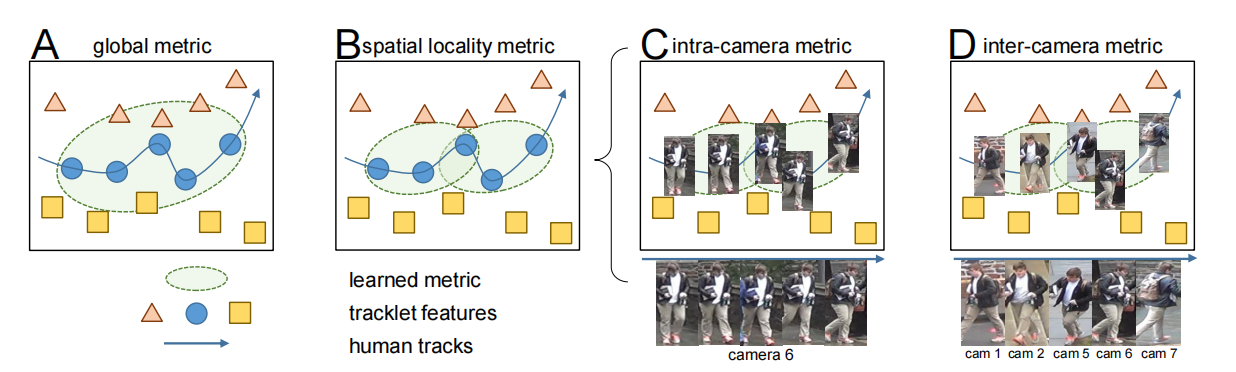 A global metric
B spatial locality metric
C intra-camera metric
D inter-camera metric
learned metric
tracklet features
human tracks
camera 6
cam 1 cam 2 cam 5 cam 6 cam 7